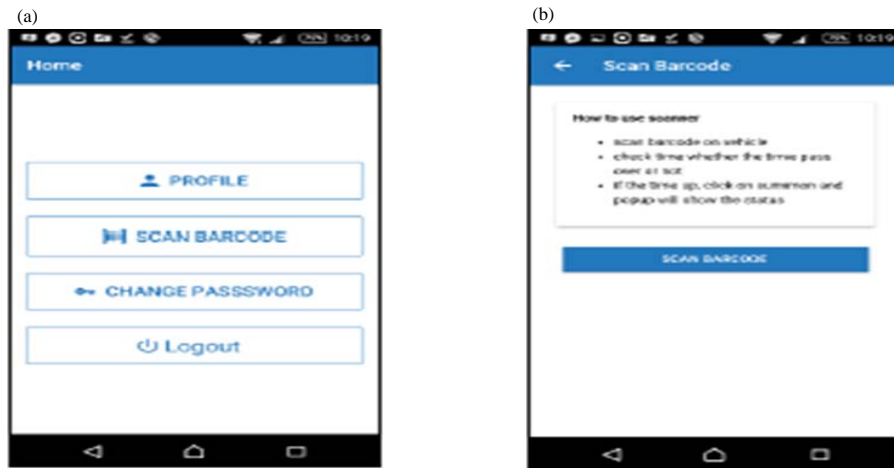 (a)
10:19
Home
PROFILE
SCAN BARCODE
CHANGE PASSSWORD
Logout
(b)
10:19
Scan Barcode
How to use scanner
scan barcode on vehicle
check time whether the time pass
over or not
If the time up, click on summon and
popup will show the status
SCAN BARCODE